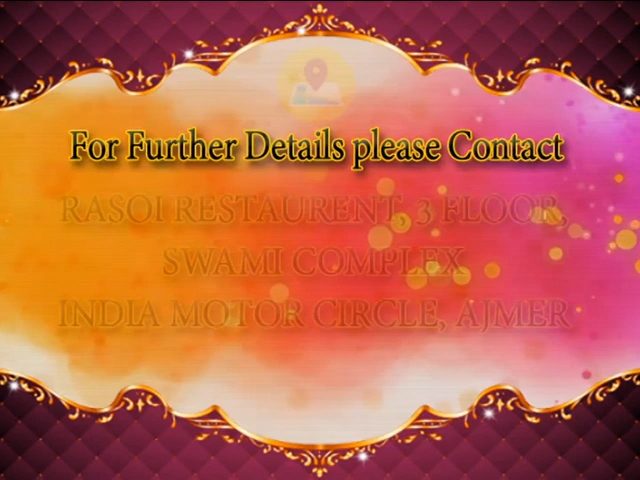 For Further Details please Contact
RASOI RESTAURENT, 3 FLOOR,
SWAMI COMPLEX
INDIA MOTOR CIRCLE, AJMER